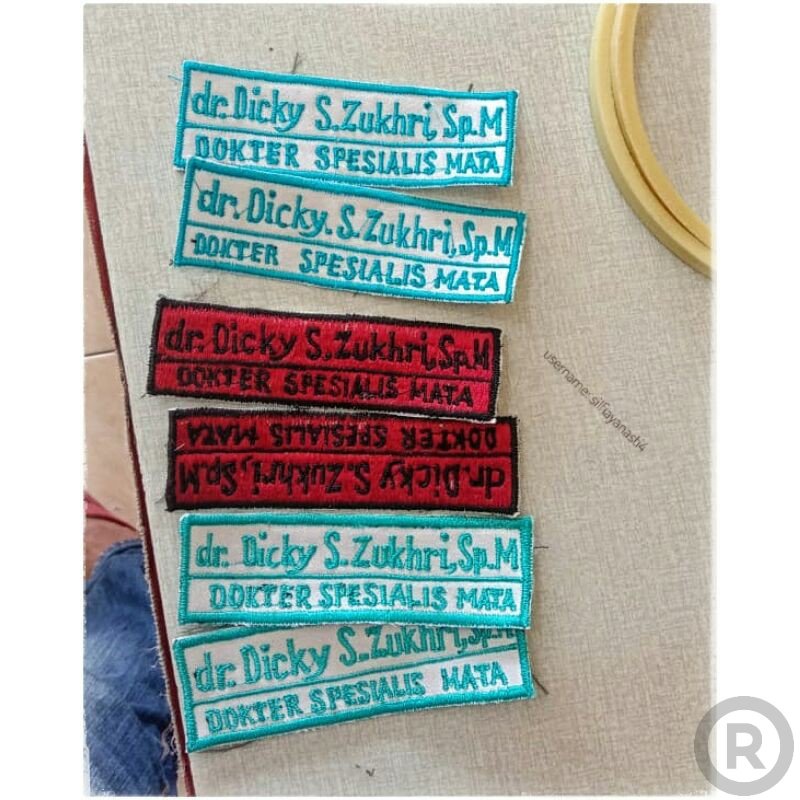 dr. Dicky S. Zukhri, Sp.M
DOKTER SPESIALIS MATA
dr. Dicky. S. Zukhri, Sp.M
DOKTER SPESIALIS MATA
dr. Dicky S. Zukhri, Sp.M
DOKTER SPESIALIS MATA
dr. Dicky S. Zukhri, Sp.M
DOKTER SPESIALIS MATA
dr. Dicky S. Zukhri, Sp.M
DOKTER SPESIALIS MATA
dr. Dicky S. Zukhri, Sp.M
DOKTER SPESIALIS MATA
username: silfiayanasti4
R